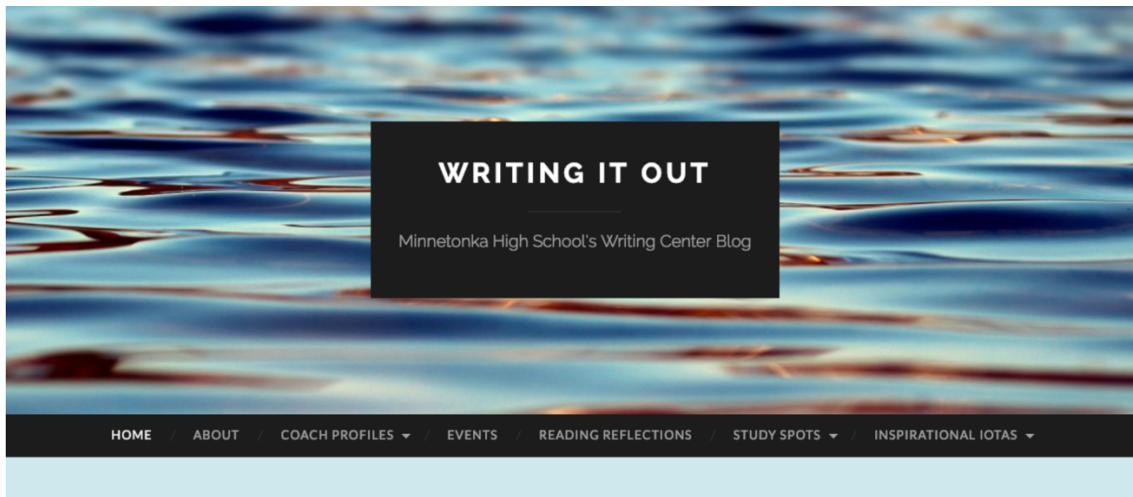 WRITING IT OUT
Minnetonka High School's Writing Center Blog
HOME / ABOUT / COACH PROFILES / EVENTS / READING REFLECTIONS / STUDY SPOTS / INSPIRATIONAL IOTAS